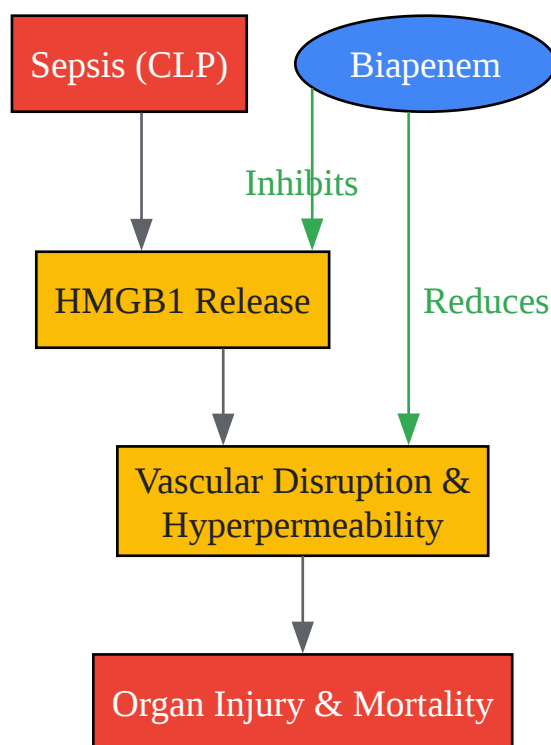 Sepsis (CLP)
Biapenem
Inhibits
HMGB1 Release
Reduces
Vascular Disruption &
Hyperpermeability
Organ Injury & Mortality